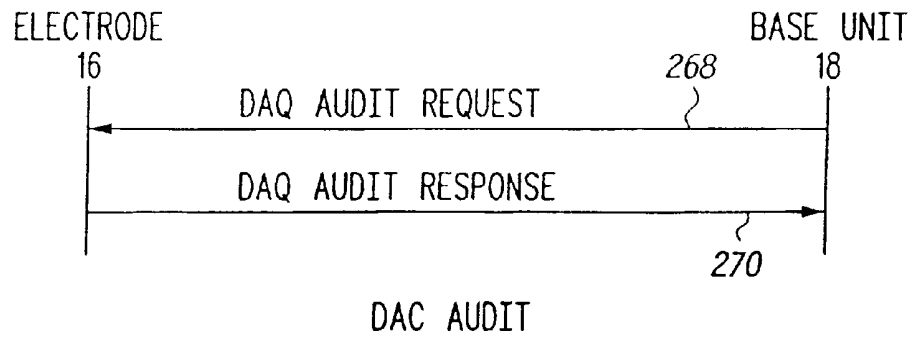 ELECTRODE
16
BASE UNIT
18
268
DAQ AUDIT REQUEST
DAQ AUDIT RESPONSE
270
DAC AUDIT